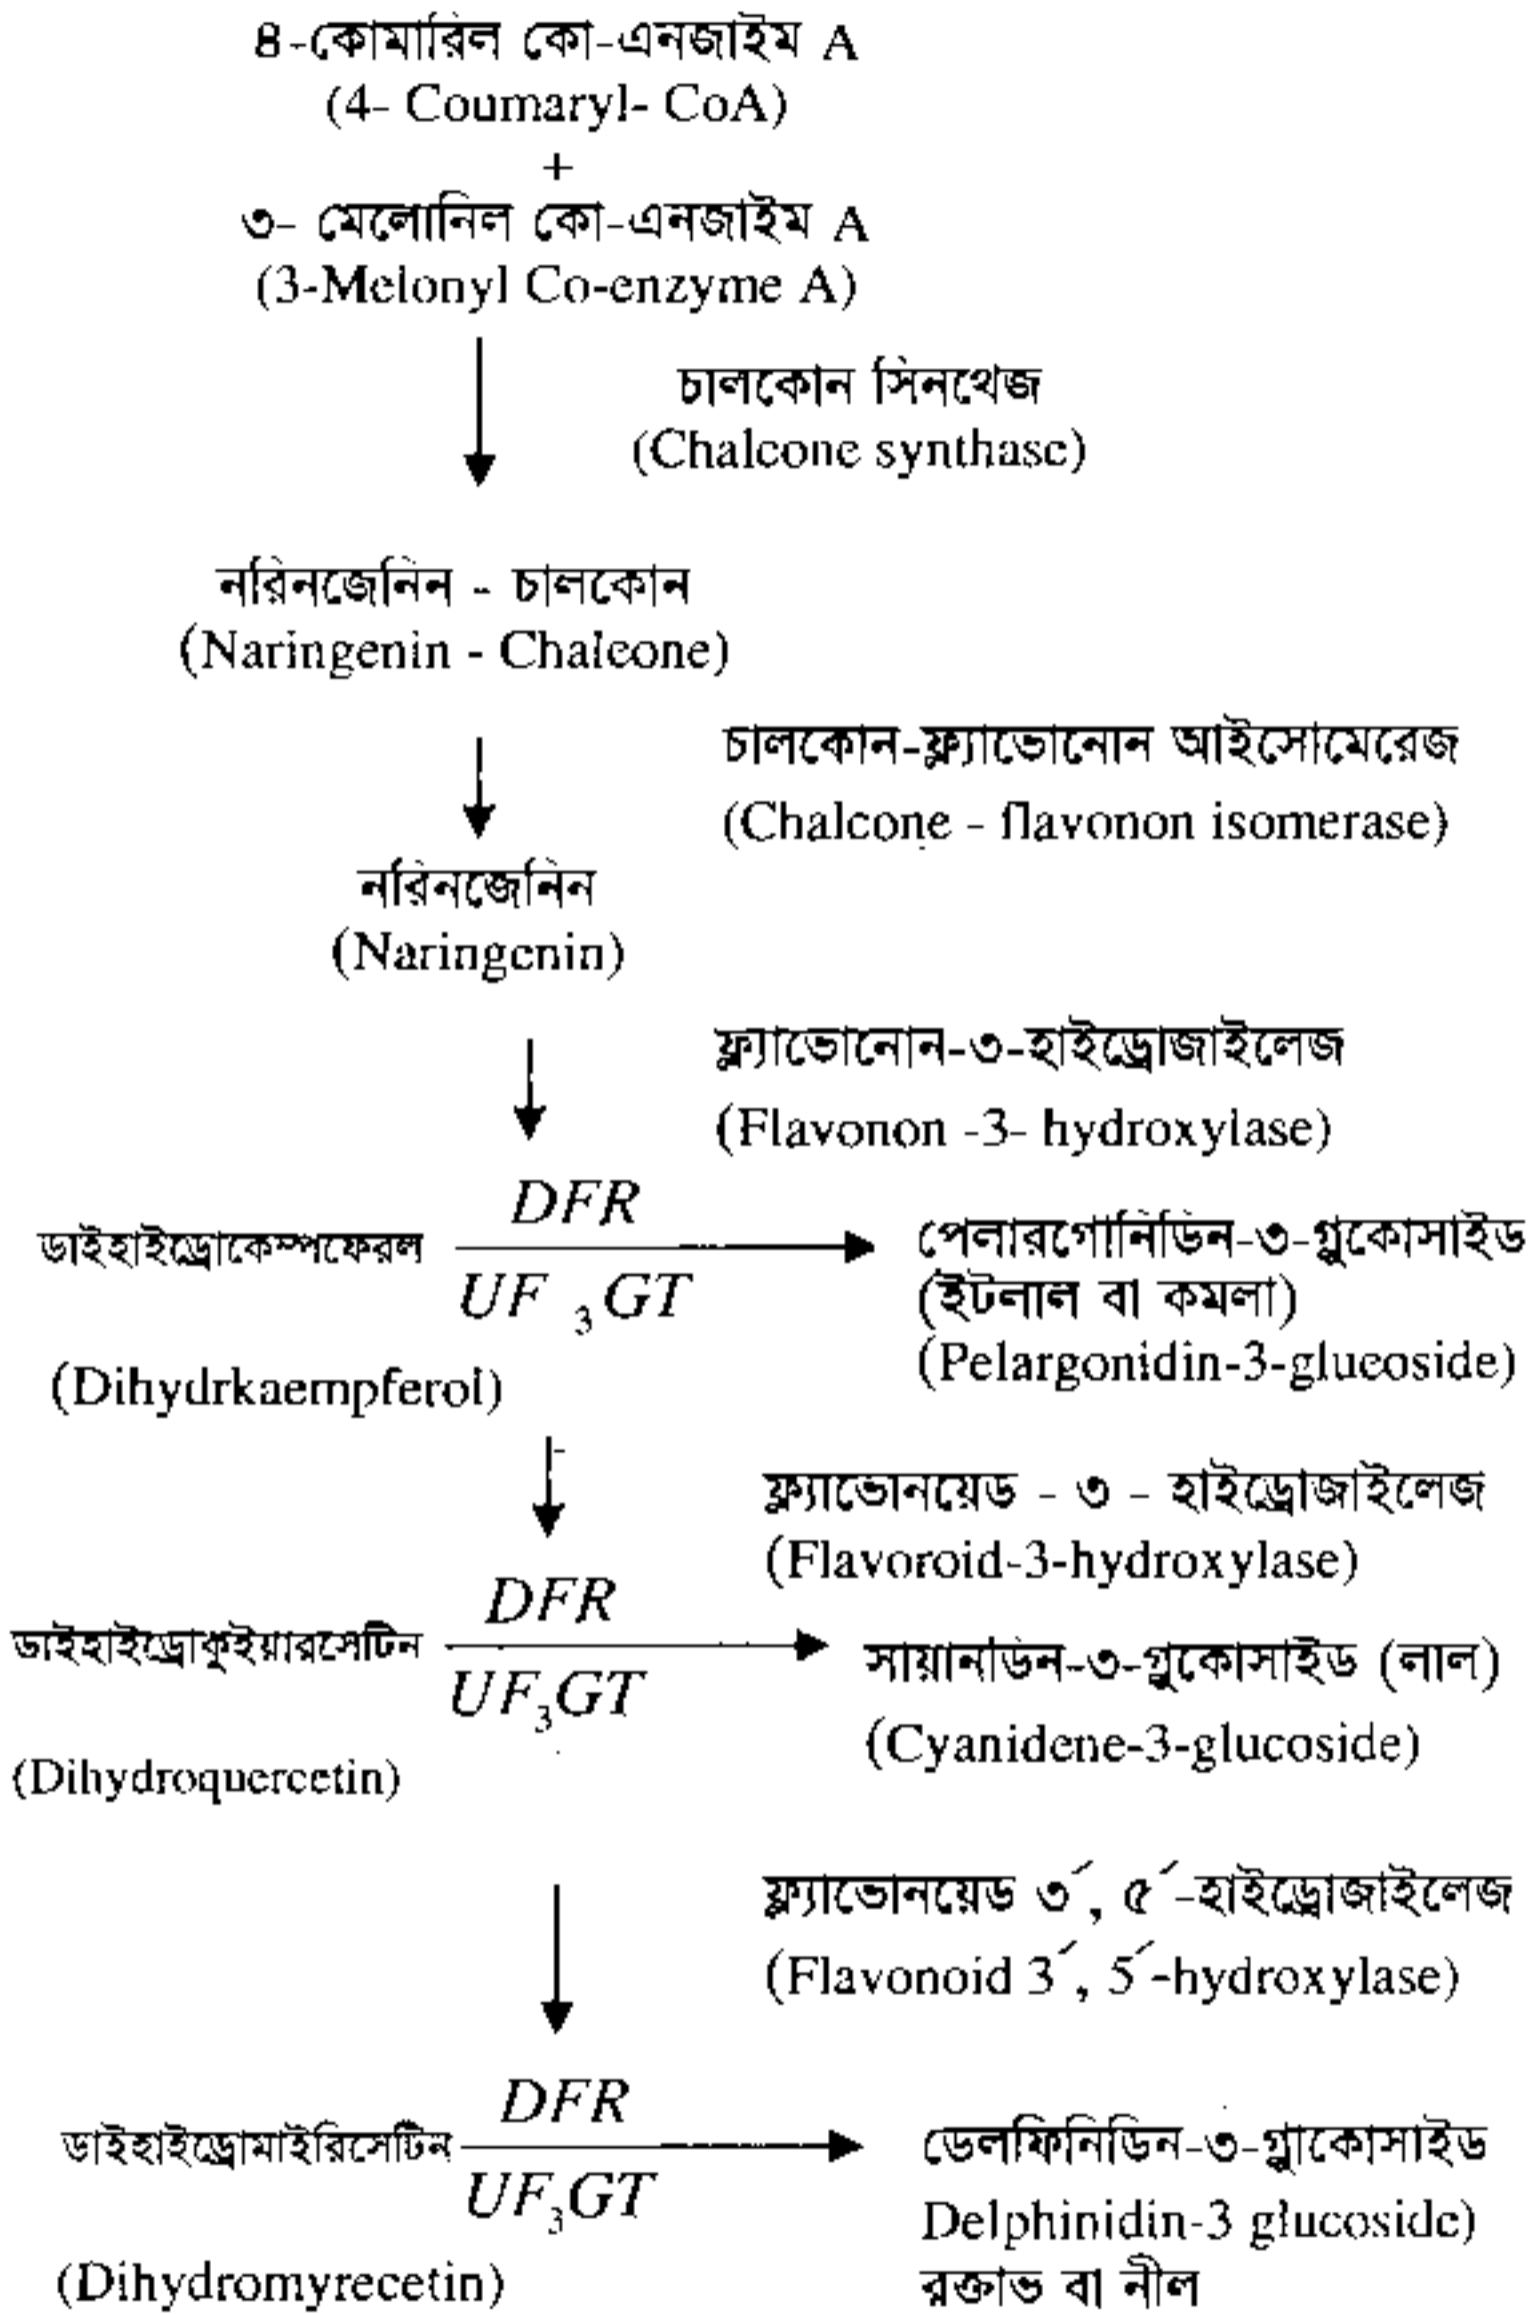 ৪-কোমারিল কো-এনজাইম A
(4- Coumaryl- CoA)
+
৩- মেলোনিল কো-এনজাইম A
(3-Melonyl Co-enzyme A)
চালকোন সিনথেজ
(Chalcone synthase)
নরিনজেনিন - চালকোন
(Naringenin - Chalcone)
চালকোন-ফ্ল্যাভোনোন আইসোমেরেজ
(Chalcone - flavonon isomerase)
নরিনজেনিন
(Naringenin)
ফ্ল্যাভোনোন-৩-হাইড্রোজাইলেজ
(Flavonon -3- hydroxylase)
DFR
ডাইহাইড্রোকেম্পফেরল
পেলারগোনিডিন-৩-গ্লুকোসাইড
UF 3 GT
(ইটলাল বা কমলা)
(Pelargonidin-3-glucoside)
(Dihydrkaempferol)
ফ্ল্যাভোনয়েড - ৩ - হাইড্রোজাইলেজ
(Flavoroid-3-hydroxylase)
DFR
ডাইহাইড্রোকুইয়ারসেটিন
সায়ানিডিন-৩-গ্লুকোসাইড (লাল)
UF3GT
(Cyanidene-3-glucoside)
(Dihydroquercetin)
ফ্ল্যাভোনয়েড ৩´, ৫´-হাইড্রোজাইলেজ
(Flavonoid 3´, 5´-hydroxylase)
DFR
ডাইহাইড্রোমাইরিসেটিন
ডেলফিনিডিন-৩-গ্লুাকোসাইড
UF3GT
Delphinidin-3 glucoside)
(Dihydromyrecetin)
রক্তাভ বা নীল